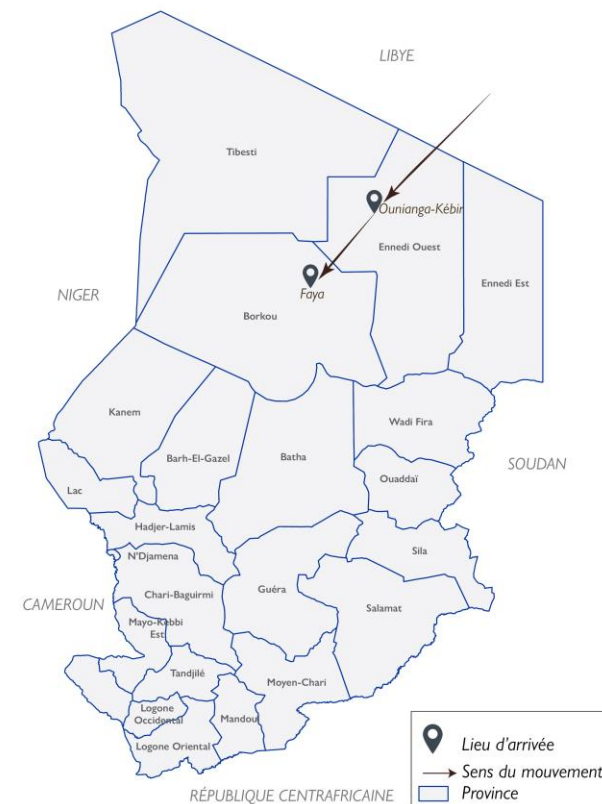 LIBYE
Tibesti
Ounianga-Kébir
Ennedi Ouest
Ennedi Est
Faya
NIGER
Borkou
Kanem
Wadi Fira
Barh-El-Gazel
Batha
SOUDAN
Ouaddaï
Lac
Hadjer-Lamis
Sila
N'Djamena
Guéra
Chari-Baguirmi
CAMEROUN
Salamat
Mayo-Kebbi
Est
Tandjilé
Moyen-Chari
Logone
Occidental
Mandoul
Logone Oriental
Lieu d'arrivée
Sens du mouvement
Province
RÉPUBLIQUE CENTRAFRICAINE